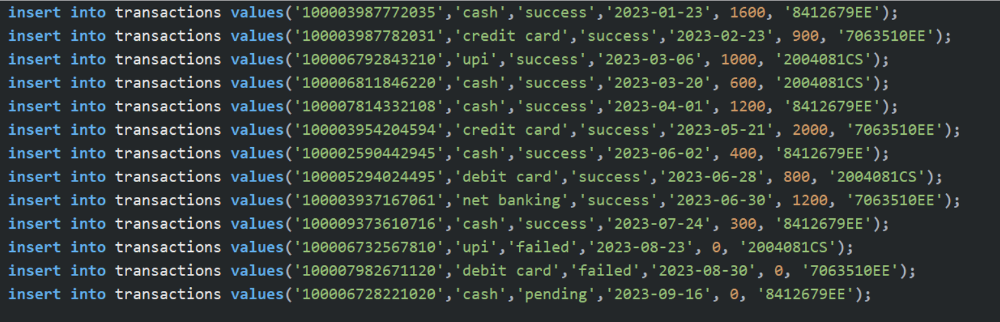 insert into transactions values('100003987772035','cash','success','2023-01-23', 1600, '8412679EE');
insert into transactions values('100003987782031','credit card','success','2023-02-23', 900, '7063510EE');
insert into transactions values('100006792843210','upi','success','2023-03-06', 1000, '2004081CS');
insert into transactions values('100006811846220','cash','success','2023-03-20', 600, '2004081CS');
insert into transactions values('100007814332108','cash','success','2023-04-01', 1200, '8412679EE');
insert into transactions values('100003954204594','credit card','success','2023-05-21', 2000, '7063510EE');
insert into transactions values('100002590442945','cash','success','2023-06-02', 400, '8412679EE');
insert into transactions values('100005294024495','debit card','success','2023-06-28', 800, '2004081CS');
insert into transactions values('100003937167061','net banking','success','2023-06-30', 1200, '7063510EE');
insert into transactions values('100009373610716','cash','success','2023-07-24', 300, '8412679EE');
insert into transactions values('100006732567810','upi','failed','2023-08-23', 0, '2004081CS');
insert into transactions values('100007982671120','debit card','failed','2023-08-30', 0, '7063510EE');
insert into transactions values('100006728221020','cash','pending','2023-09-16', 0, '8412679EE');